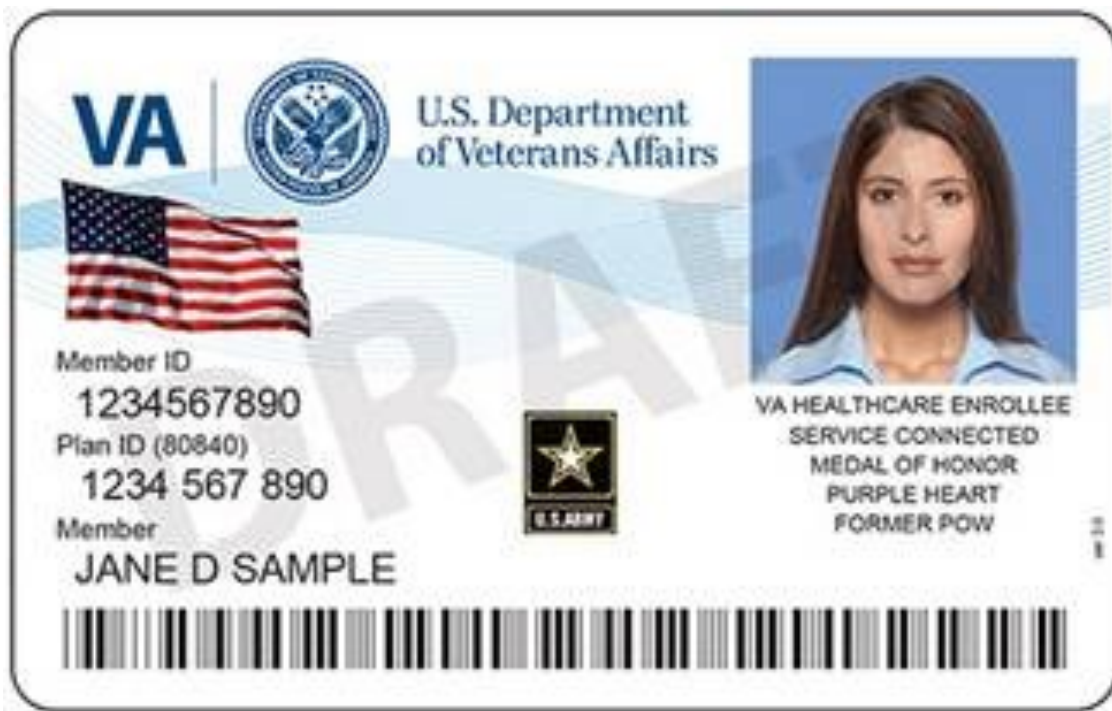 VA
U.S. Department
of Veterans Affairs
Member ID
1234567890
Plan ID (80840)
1234 567 890
Member
JANE D SAMPLE
U.S. ARMY
VA HEALTHCARE ENROLLEE
SERVICE CONNECTED
MEDAL OF HONOR
PURPLE HEART
FORMER POW
DRAFT